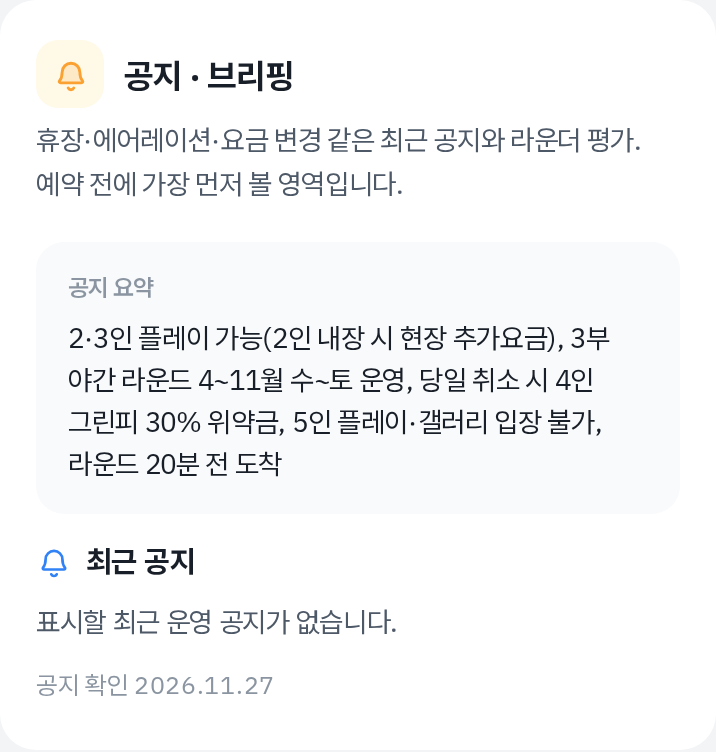 공지 · 브리핑
휴장·에어레이션·요금 변경 같은 최근 공지와 라운더 평가.
예약 전에 가장 먼저 볼 영역입니다.
공지 요약
2·3인 플레이 가능(2인 내장 시 현장 추가요금), 3부
야간 라운드 4~11월 수~토 운영, 당일 취소 시 4인
그린피 30% 위약금, 5인 플레이·갤러리 입장 불가,
라운드 20분 전 도착
최근 공지
표시할 최근 운영 공지가 없습니다.
공지 확인 2026.11.27